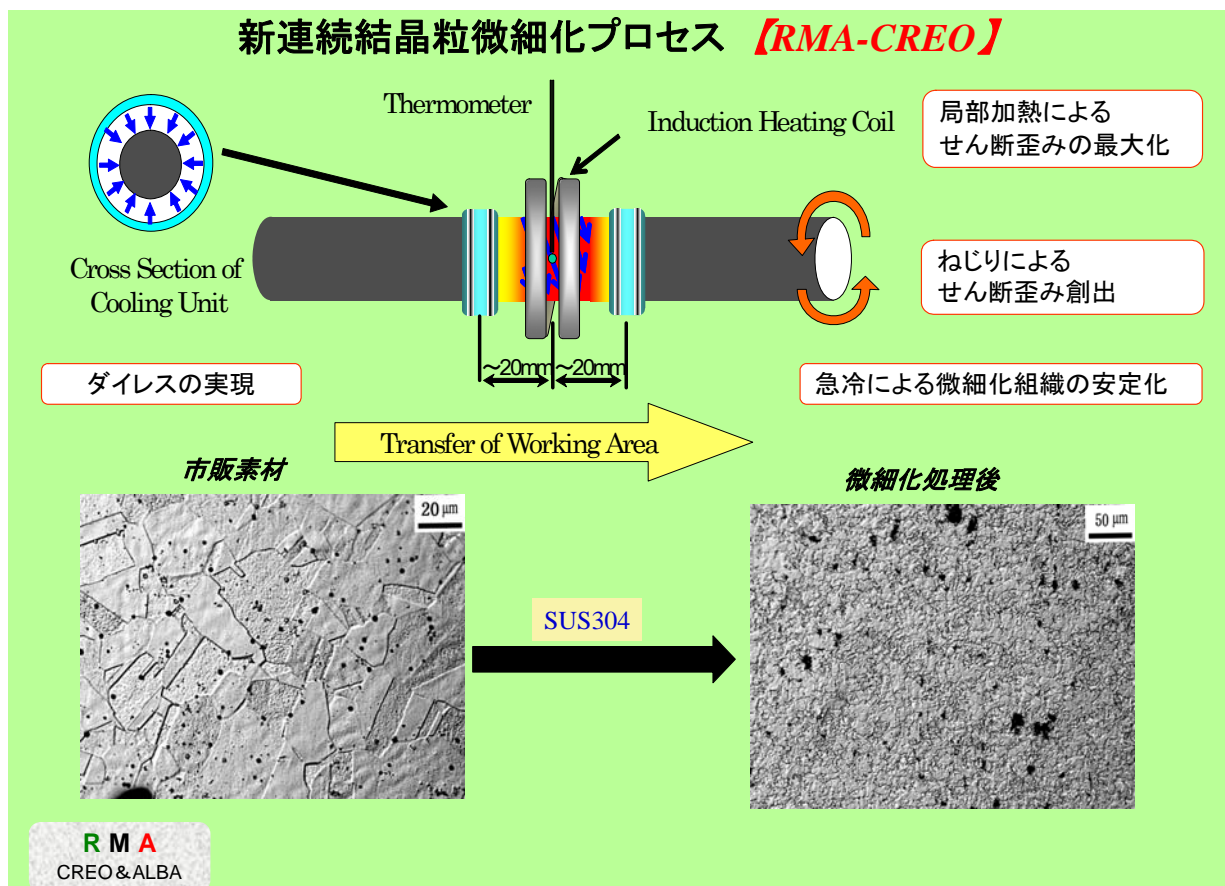 新連続結晶粒微細化プロセス 【RMA-CREO】
Thermometer
Induction Heating Coil
局部加熱による
せん断歪みの最大化
Cross Section of
Cooling Unit
ねじりによる
せん断歪み創出
~20mm
~20mm
ダイレスの実現
急冷による微細化組織の安定化
Transfer of Working Area
市販素材
微細化処理後
20 μm
50 μm
SUS304
R M A
CREO&ALBA